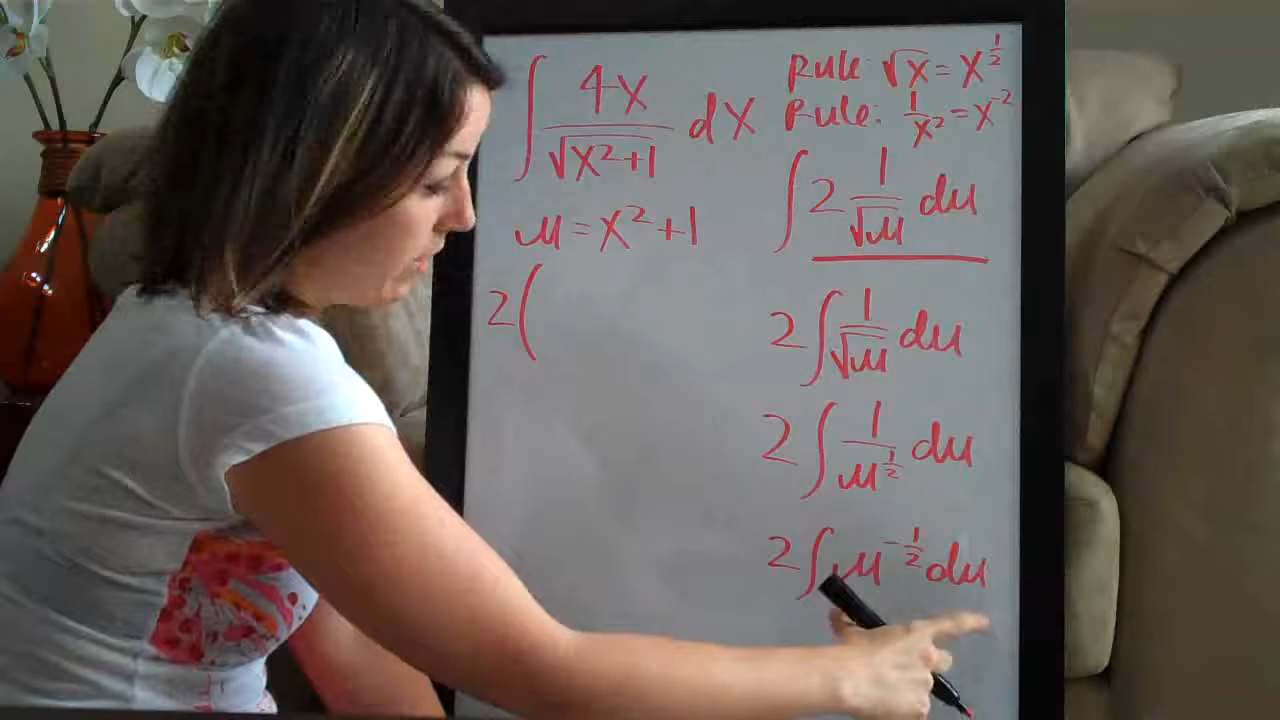 ∫ 4x/√x²+1 dx
u = x²+1
2(
Rule: √x = x^½
Rule: 1/x² = x⁻²
∫ 2 1/√u du
2 ∫ 1/√u du
2 ∫ 1/u^½ du
2 ∫ u^-½ du